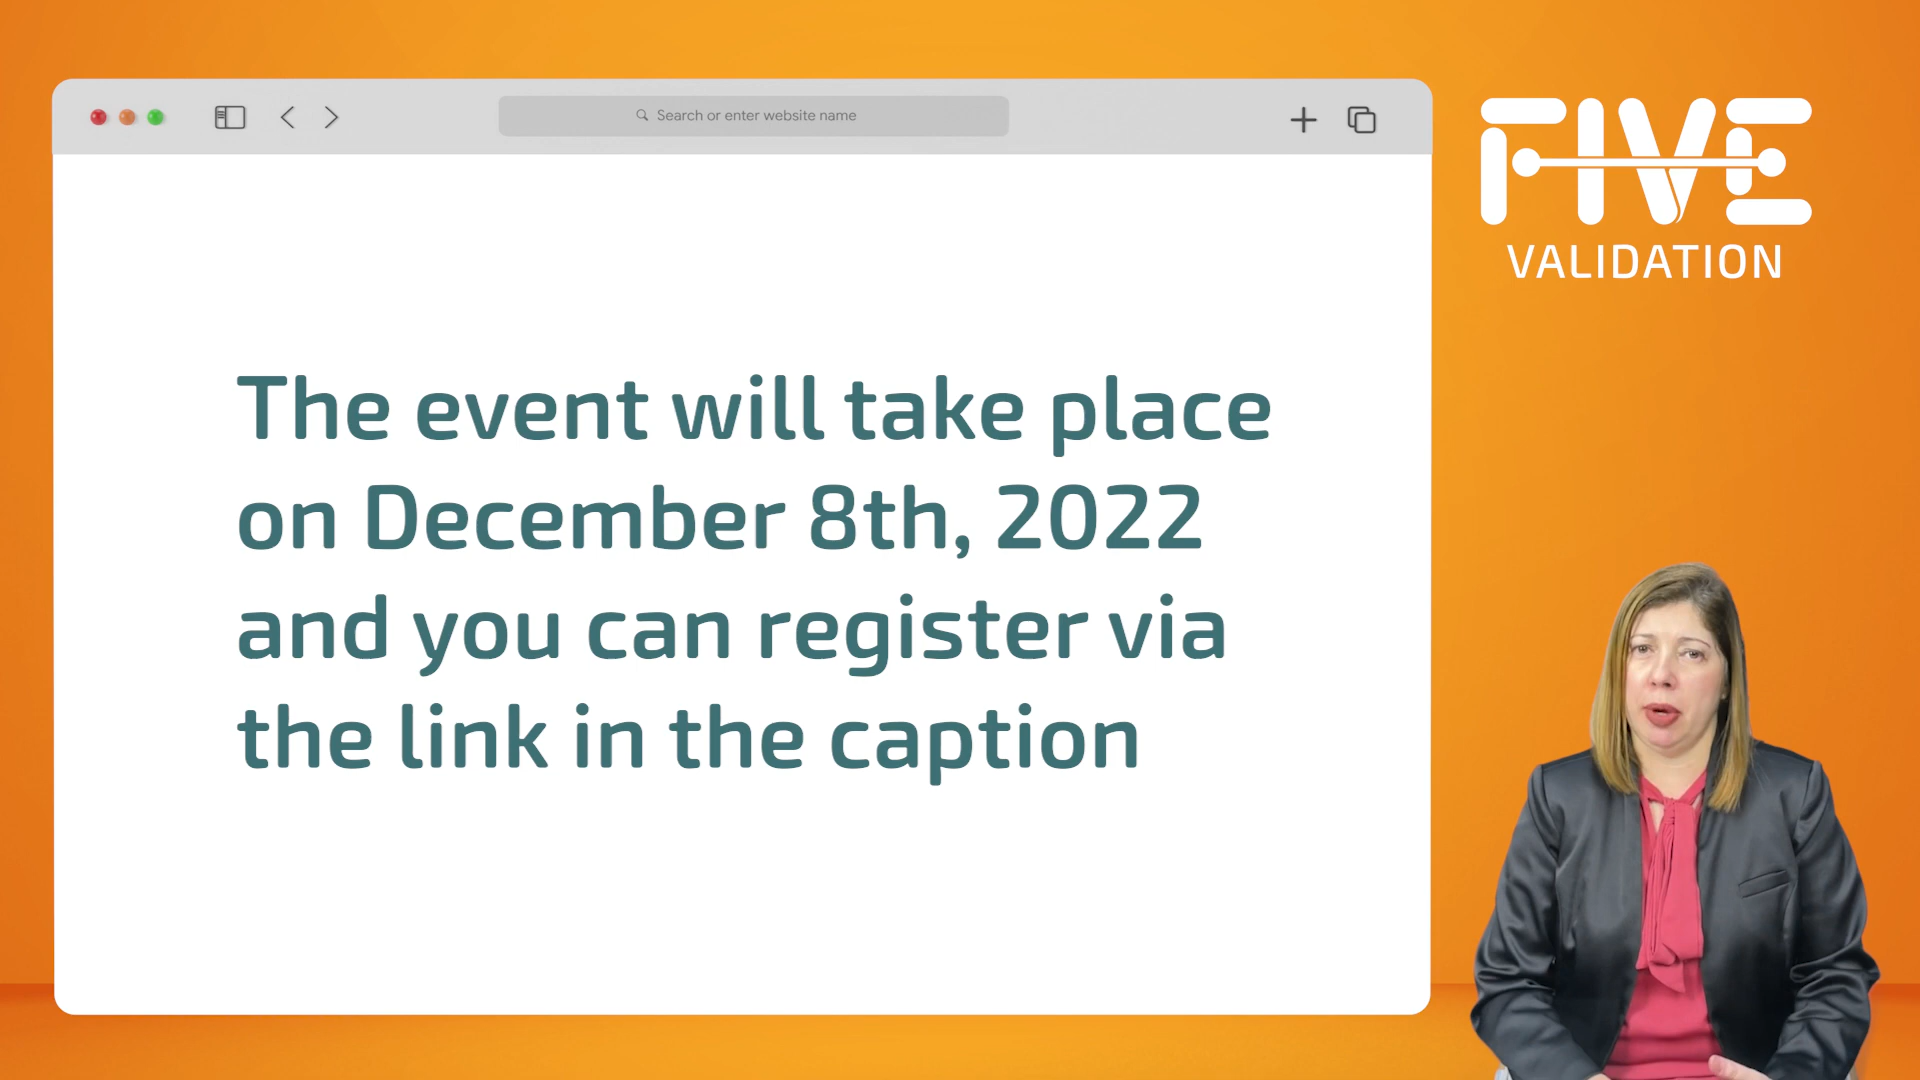 Search or enter website name
FIVE
VALIDATION
The event will take place
on December 8th, 2022
and you can register via
the link in the caption